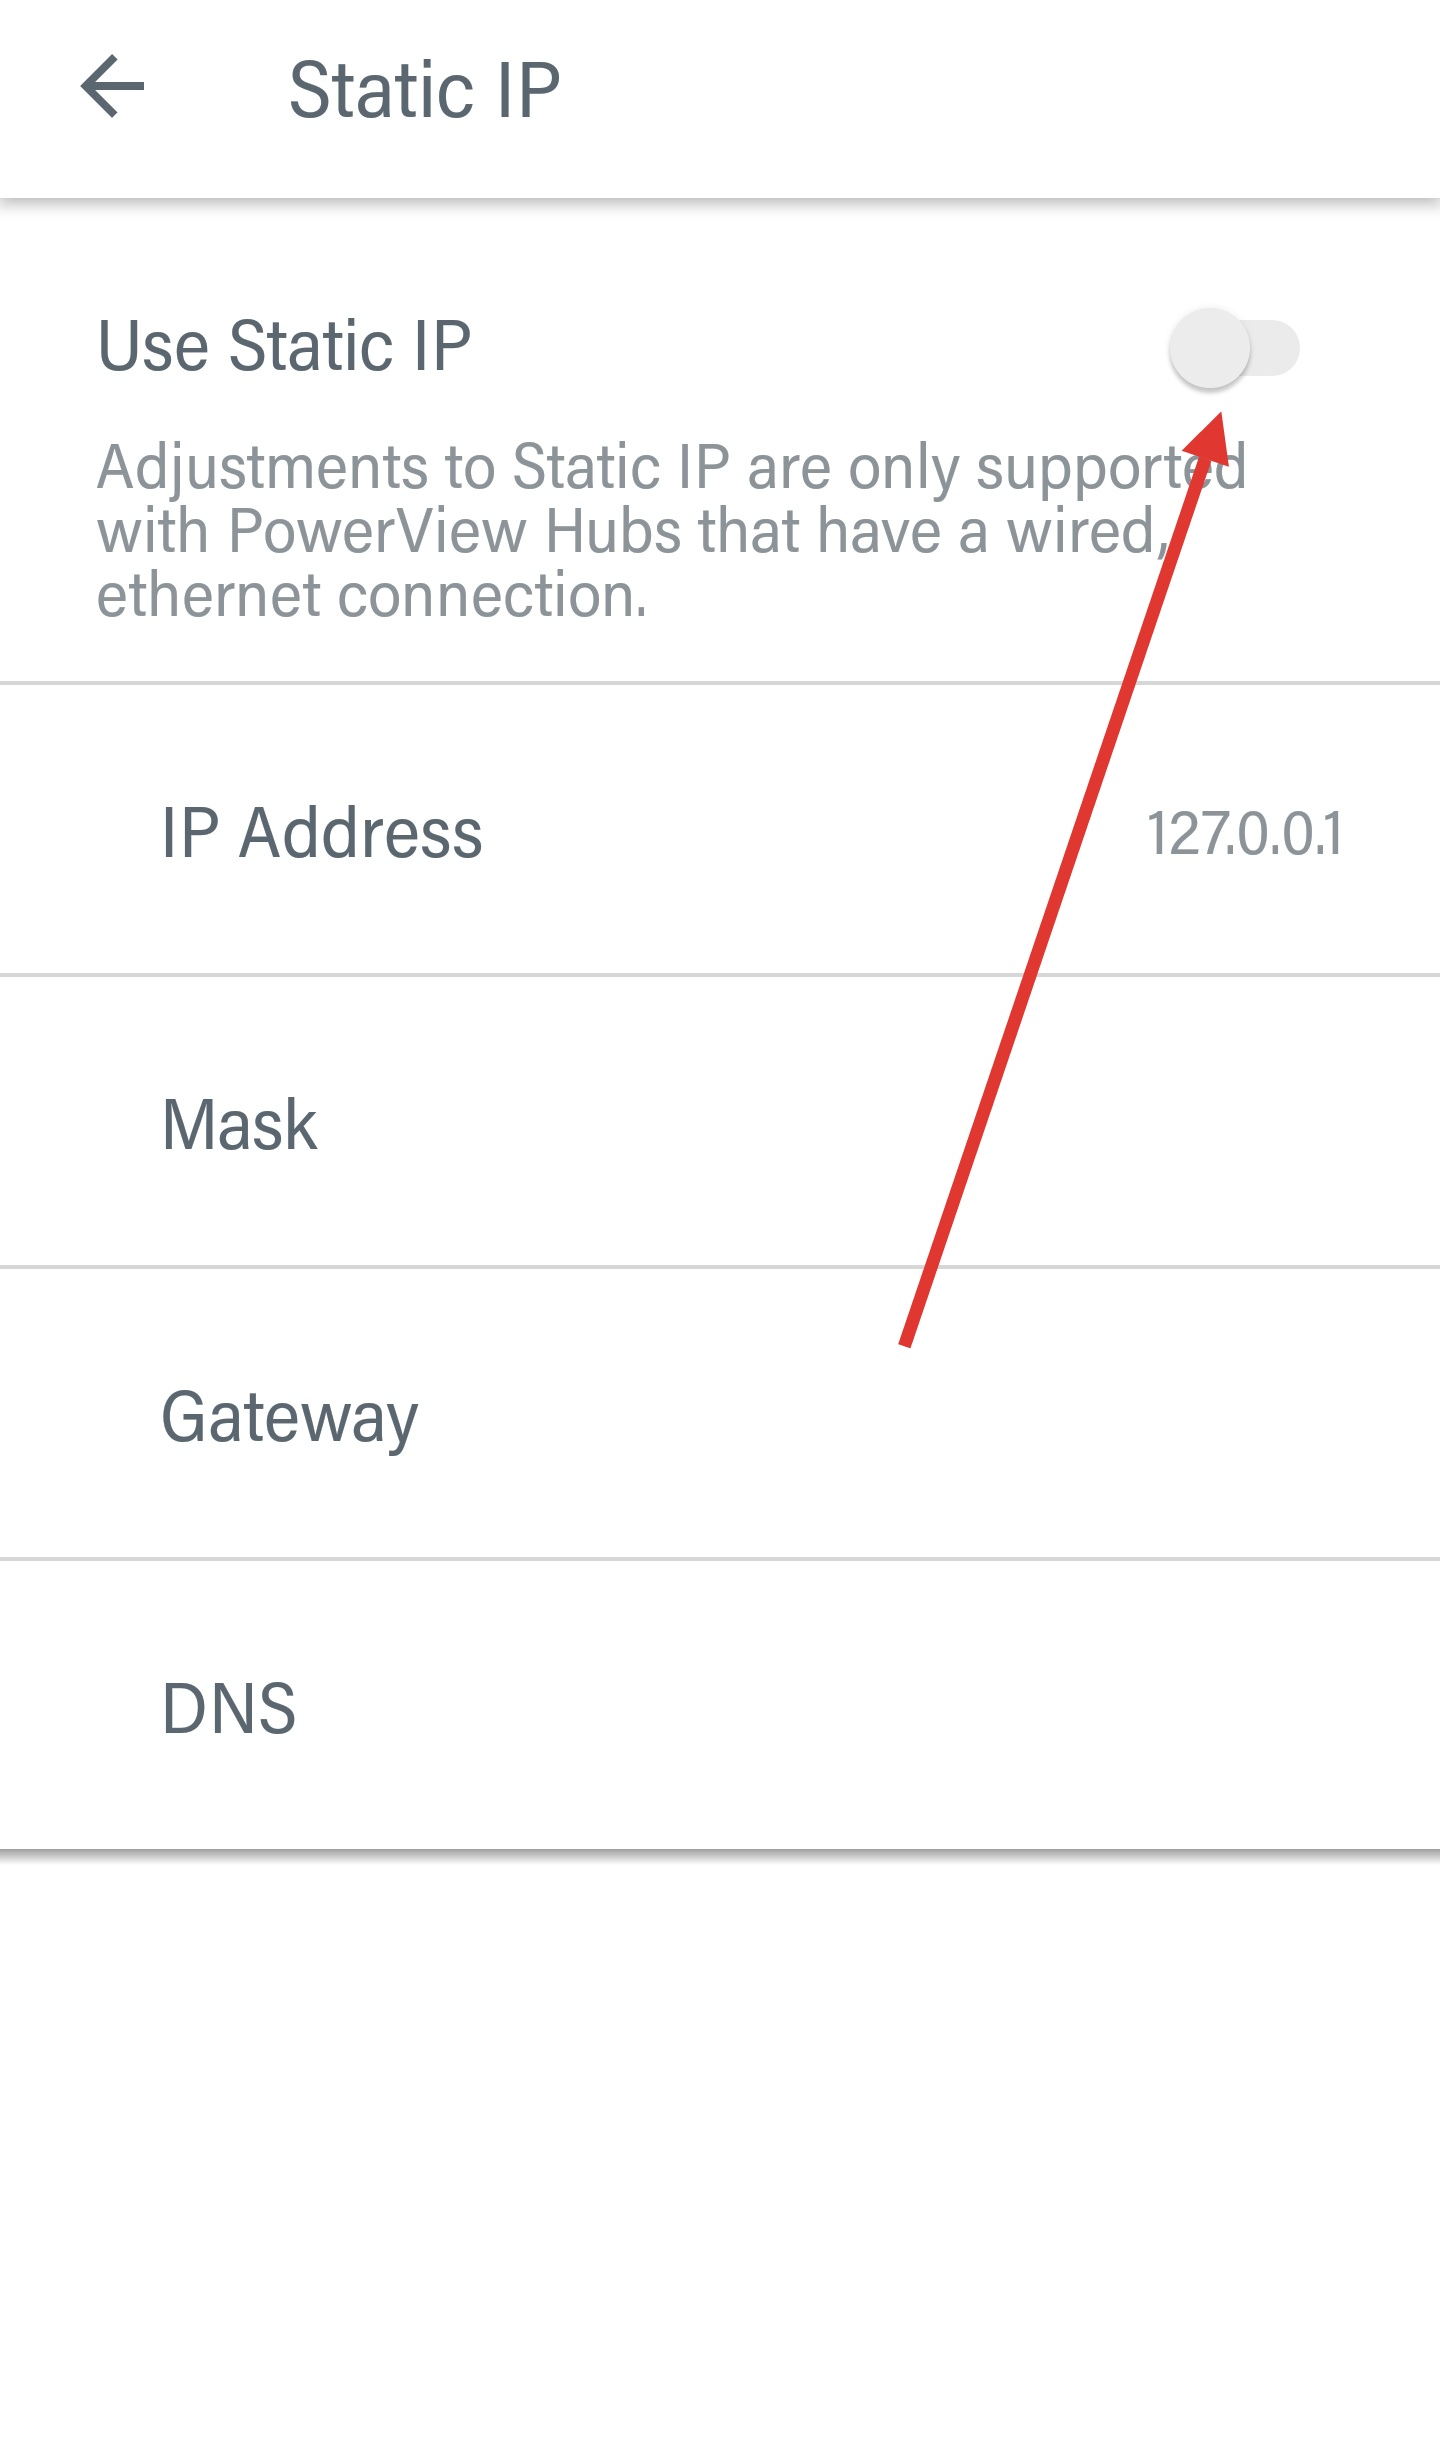 Static IP
Use Static IP
Adjustments to Static IP are only supported
with PowerView Hubs that have a wired,
ethernet connection.
IP Address
127.0.0.1
Mask
Gateway
DNS